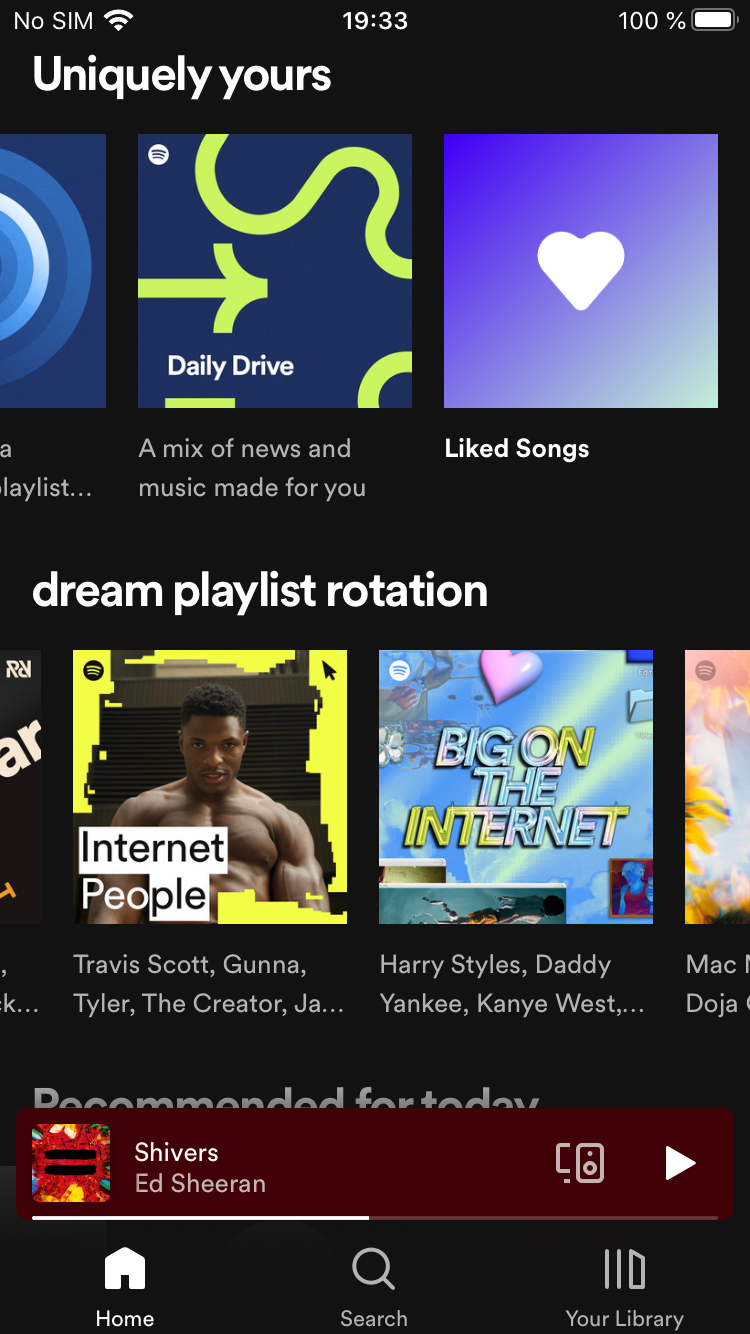 No SIM 19:33 100 %
Uniquely yours
Daily Drive
a
playlist...
A mix of news and
music made for you
Liked Songs
dream playlist rotation
ar
Internet
People
BIG ON
THE
INTERNET
,
ck...
Travis Scott, Gunna,
Tyler, The Creator, Ja...
Harry Styles, Daddy
Yankee, Kanye West,...
Mac
Doja
Recommended for today
Shivers
Ed Sheeran
Home Search Your Library